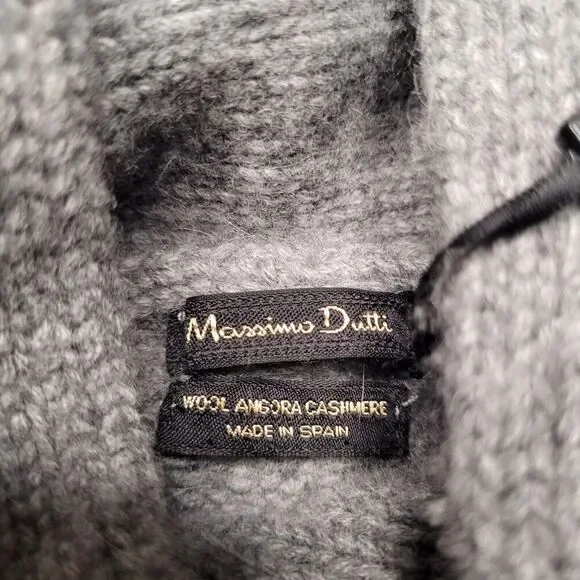 Massimo Dutti
WOOL ANGORA CASHMERE
MADE IN SPAIN